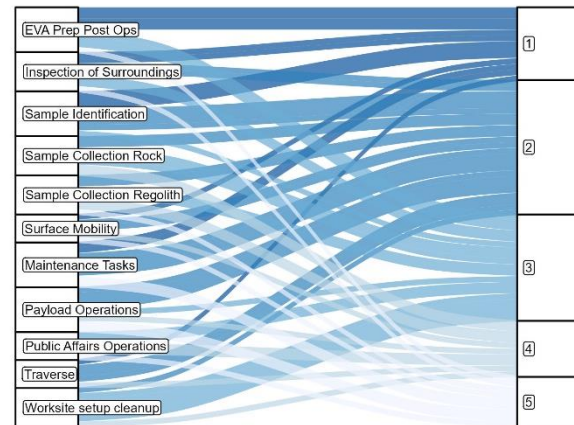 EVA Prep Post Ops
Inspection of Surroundings
Sample Identification
Sample Collection Rock
Sample Collection Regolith
Surface Mobility
Maintenance Tasks
Payload Operations
Public Affairs Operations
Traverse
Worksite setup cleanup
1
2
3
4
5